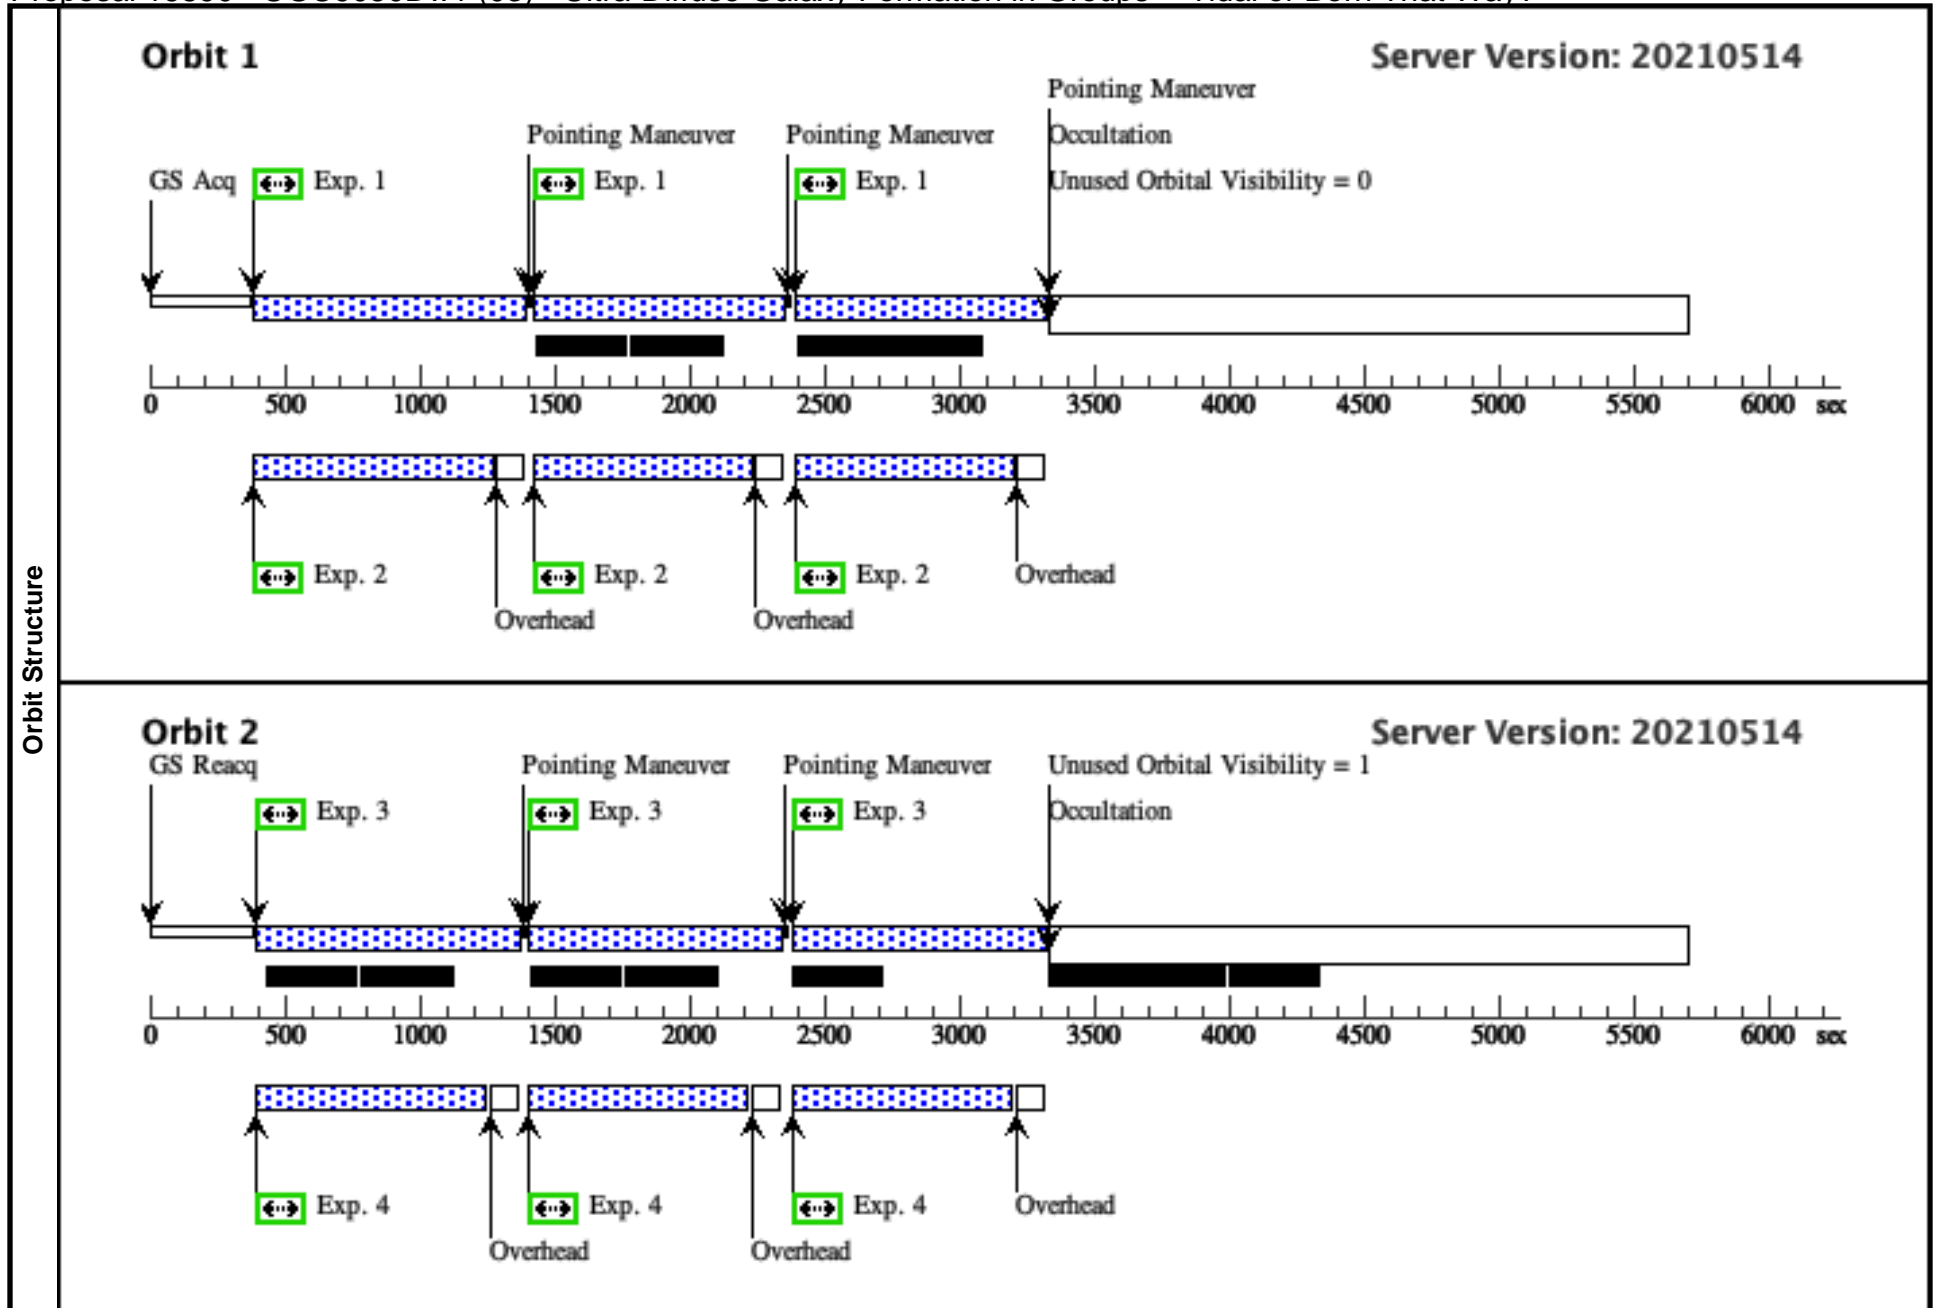 Orbit 1
Server Version: 20210514
Pointing Maneuver
Pointing Maneuver Pointing Maneuver Occultation
GS Acq Exp. 1 Exp. 1 Exp. 1 Unused Orbital Visibility = 0
0 500 1000 1500 2000 2500 3000 3500 4000 4500 5000 5500 6000 sec
Exp. 2 Exp. 2 Exp. 2 Overhead
Overhead Overhead
Orbit Structure
Orbit 2
Server Version: 20210514
GS Reacq Pointing Maneuver Pointing Maneuver Unused Orbital Visibility = 1
Exp. 3 Exp. 3 Exp. 3 Occultation
0 500 1000 1500 2000 2500 3000 3500 4000 4500 5000 5500 6000 sec
Exp. 4 Exp. 4 Exp. 4 Overhead
Overhead Overhead